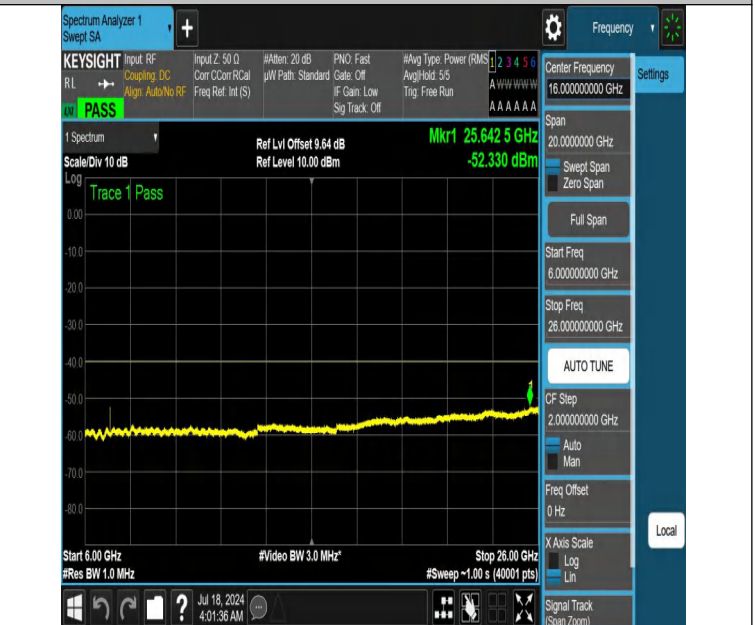 Spectrum Analyzer 1
Swept SA
+
Frequency
KEYSIGHT
RL
PASS
Input: RF
Coupling: DC
Align: Auto/No RF
Input Z: 50 Ω
Corr CCorr RCal
Freq Ref: Int (S)
#Atten: 20 dB
µW Path: Standard
PNO: Fast
Gate: Off
IF Gain: Low
Sig Track: Off
#Avg Type: Power (RMS
Avg|Hold: 5/5
Trig: Free Run
1 2 3 4 5 6
A W W W W W
A A A A A A
Center Frequency
16.000000000 GHz
Settings
Span
20.0000000 GHz
Swept Span
Zero Span
Full Span
Start Freq
6.000000000 GHz
Stop Freq
26.000000000 GHz
AUTO TUNE
CF Step
2.000000000 GHz
Auto
Man
Freq Offset
0 Hz
X Axis Scale
Log
Lin
Signal Track
(Span Zoom)
Local
1 Spectrum
Scale/Div 10 dB
Ref Lvl Offset 9.64 dB
Ref Level 10.00 dBm
Mkr1 25.642 5 GHz
-52.330 dBm
Log
Trace 1 Pass
0.00
-10.0
-20.0
-30.0
-40.0
-50.0
-60.0
-70.0
-80.0
Start 6.00 GHz
#Res BW 1.0 MHz
#Video BW 3.0 MHz*
Stop 26.00 GHz
#Sweep ~1.00 s (40001 pts)
?
Jul 18, 2024
4:01:36 AM